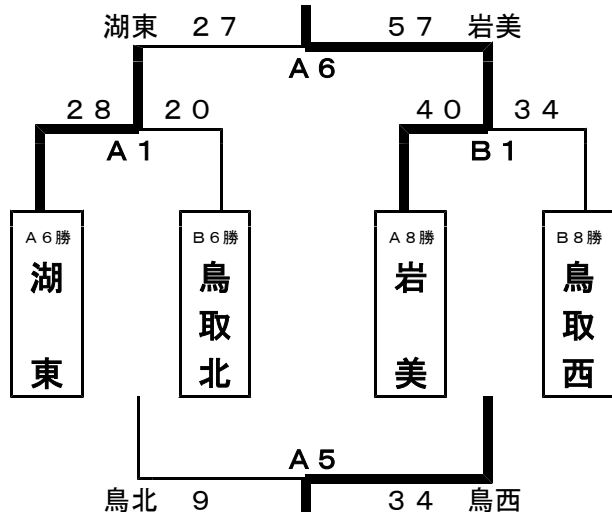 湖東 ２７ ５７ 岩美
Ａ６
２８ ２０ ４０ ３４
Ａ１ Ｂ１
Ａ６勝 Ｂ６勝 Ａ８勝 Ｂ８勝
湖東
鳥取北
岩美
鳥取西
Ａ５
鳥北 ９ ３４ 鳥西